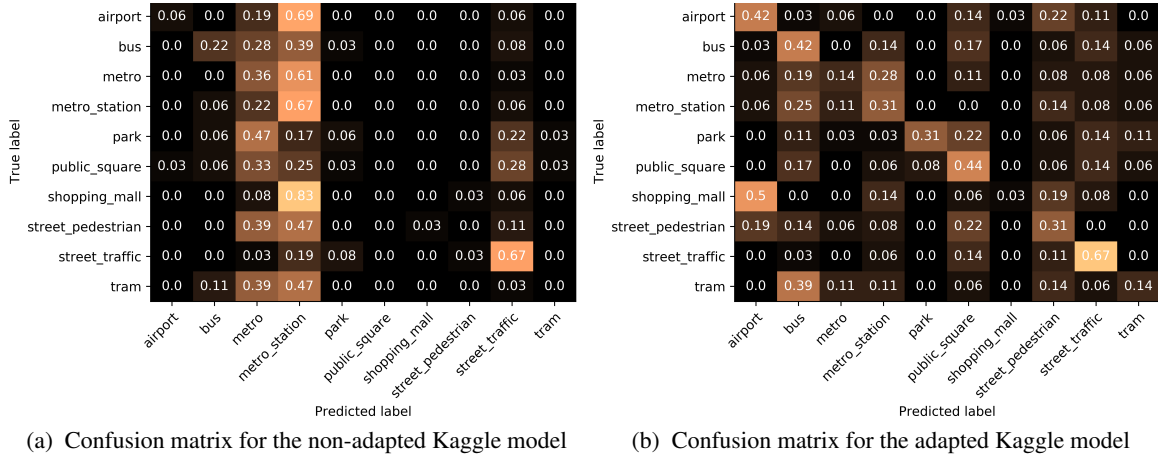 airport 0.06 0.0 0.19 0.69 0.0 0.0 0.0 0.0 0.06 0.0
bus 0.0 0.22 0.28 0.39 0.03 0.0 0.0 0.0 0.08 0.0
metro 0.0 0.0 0.36 0.61 0.0 0.0 0.0 0.0 0.03 0.0
metro_station 0.0 0.06 0.22 0.67 0.0 0.0 0.0 0.0 0.06 0.0
park 0.0 0.06 0.47 0.17 0.06 0.0 0.0 0.0 0.22 0.03
public_square 0.03 0.06 0.33 0.25 0.03 0.0 0.0 0.0 0.28 0.03
shopping_mall 0.0 0.0 0.08 0.83 0.0 0.0 0.0 0.03 0.06 0.0
street_pedestrian 0.0 0.0 0.39 0.47 0.0 0.0 0.03 0.0 0.11 0.0
street_traffic 0.0 0.0 0.03 0.19 0.08 0.0 0.0 0.03 0.67 0.0
tram 0.0 0.11 0.39 0.47 0.0 0.0 0.0 0.0 0.03 0.0
True label
airport bus metro metro_station park public_square shopping_mall street_pedestrian street_traffic tram
Predicted label
(a) Confusion matrix for the non-adapted Kaggle model
airport 0.42 0.03 0.06 0.0 0.0 0.14 0.03 0.22 0.11 0.0
bus 0.03 0.42 0.0 0.14 0.0 0.17 0.0 0.06 0.14 0.06
metro 0.06 0.19 0.14 0.28 0.0 0.11 0.0 0.08 0.08 0.06
metro_station 0.06 0.25 0.11 0.31 0.0 0.0 0.0 0.14 0.08 0.06
park 0.0 0.11 0.03 0.03 0.31 0.22 0.0 0.06 0.14 0.11
public_square 0.0 0.17 0.0 0.06 0.08 0.44 0.0 0.06 0.14 0.06
shopping_mall 0.5 0.0 0.0 0.14 0.0 0.06 0.03 0.19 0.08 0.0
street_pedestrian 0.19 0.14 0.06 0.08 0.0 0.22 0.0 0.31 0.0 0.0
street_traffic 0.0 0.03 0.0 0.06 0.0 0.14 0.0 0.11 0.67 0.0
tram 0.0 0.39 0.11 0.11 0.0 0.06 0.0 0.14 0.06 0.14
True label
airport bus metro metro_station park public_square shopping_mall street_pedestrian street_traffic tram
Predicted label
(b) Confusion matrix for the adapted Kaggle model